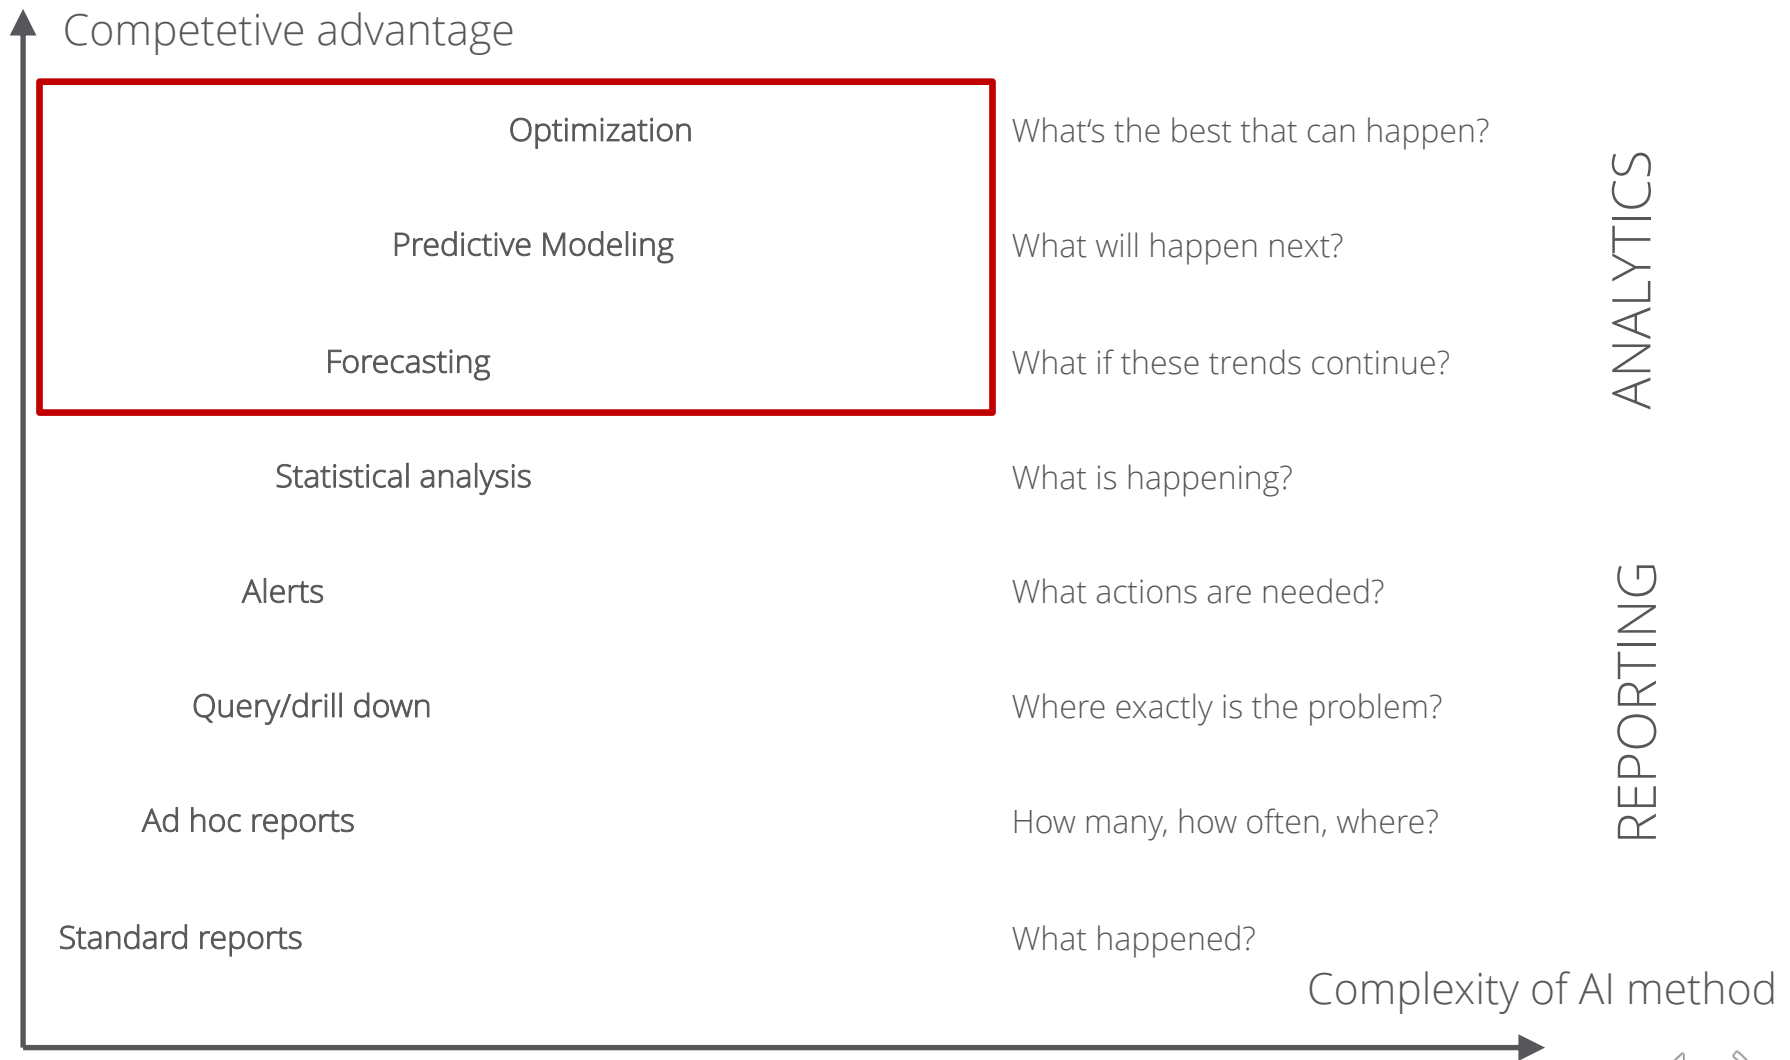 Competetive advantage
Optimization
What's the best that can happen?
Predictive Modeling
What will happen next?
Forecasting
What if these trends continue?
ANALYTICS
Statistical analysis
What is happening?
Alerts
What actions are needed?
Query/drill down
Where exactly is the problem?
Ad hoc reports
How many, how often, where?
REPORTING
Standard reports
What happened?
Complexity of AI method